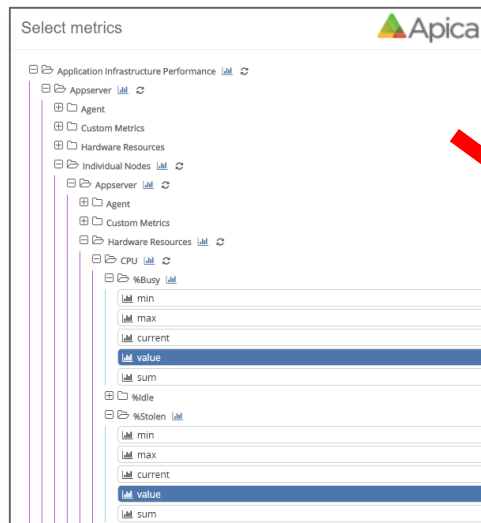 Select metrics
Apica
Application Infrastructure Performance
Appserver
Agent
Custom Metrics
Hardware Resources
Individual Nodes
Appserver
Agent
Custom Metrics
Hardware Resources
CPU
%Busy
min
max
current
value
sum
%Idle
%Stolen
min
max
current
value
sum